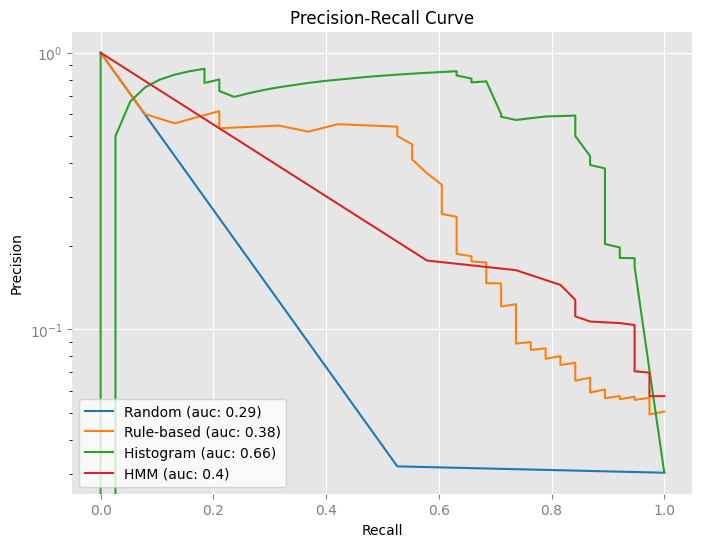 Precision-Recall Curve
10⁰
10⁻¹
Precision
Random (auc: 0.29)
Rule-based (auc: 0.38)
Histogram (auc: 0.66)
HMM (auc: 0.4)
0.0 0.2 0.4 0.6 0.8 1.0
Recall